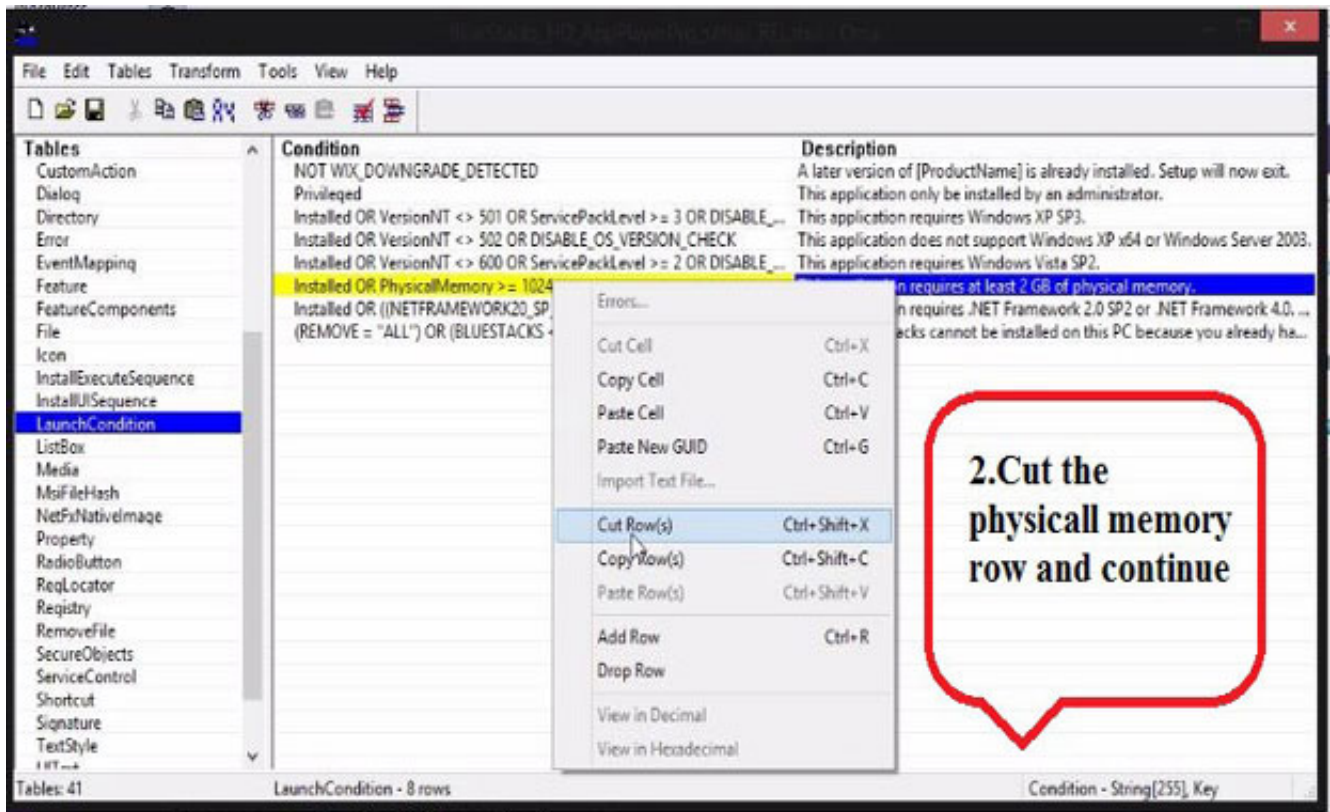 File Edit Tables Transform Tools View Help
Tables
CustomAction
Dialog
Directory
Error
EventMapping
Feature
FeatureComponents
File
Icon
InstallExecuteSequence
InstallUISequence
LaunchCondition
ListBox
Media
MsiFileHash
NetFxNativeImage
Property
RadioButton
RegLocator
Registry
RemoveFile
SecureObjects
ServiceControl
Shortcut
Signature
TextStyle
Condition Description
NOT WIX_DOWNGRADE_DETECTED A later version of [ProductName] is already installed. Setup will now exit.
Privileged This application only be installed by an administrator.
Installed OR VersionNT <> 501 OR ServicePackLevel >= 3 OR DISABLE_... This application requires Windows XP SP3.
Installed OR VersionNT <> 502 OR DISABLE_OS_VERSION_CHECK This application does not support Windows XP x64 or Windows Server 2003.
Installed OR VersionNT <> 600 OR ServicePackLevel >= 2 OR DISABLE_... This application requires Windows Vista SP2.
Installed OR PhysicalMemory >= 1024 requires at least 2 GB of physical memory.
Installed OR ((NETFRAMEWORK20_SP requires .NET Framework 2.0 SP2 or .NET Framework 4.0. ...
(REMOVE = "ALL") OR (BLUESTACKS < acks cannot be installed on this PC because you already ha...
Errors...
Cut Cell Ctrl+X
Copy Cell Ctrl+C
Paste Cell Ctrl+V
Paste New GUID Ctrl+G
Import Text File...
Cut Row(s) Ctrl+Shift+X
Copy Row(s) Ctrl+Shift+C
Paste Row(s) Ctrl+Shift+V
Add Row Ctrl+R
Drop Row
View in Decimal
View in Hexadecimal
2.Cut the
physicall memory
row and continue
Tables: 41 LaunchCondition - 8 rows Condition - String[255], Key